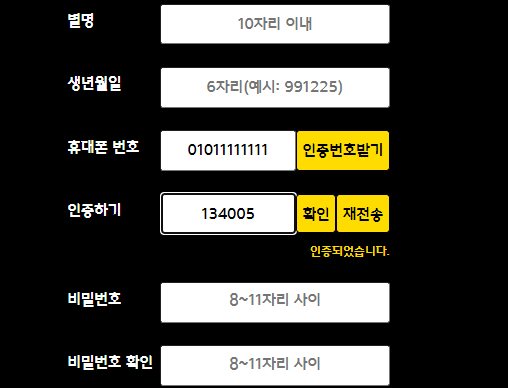 별명 10자리 이내
생년월일 6자리(예시: 991225)
휴대폰 번호 01011111111 인증번호받기
인증하기 134005 확인 재전송
인증되었습니다.
비밀번호 8~11자리 사이
비밀번호 확인 8~11자리 사이